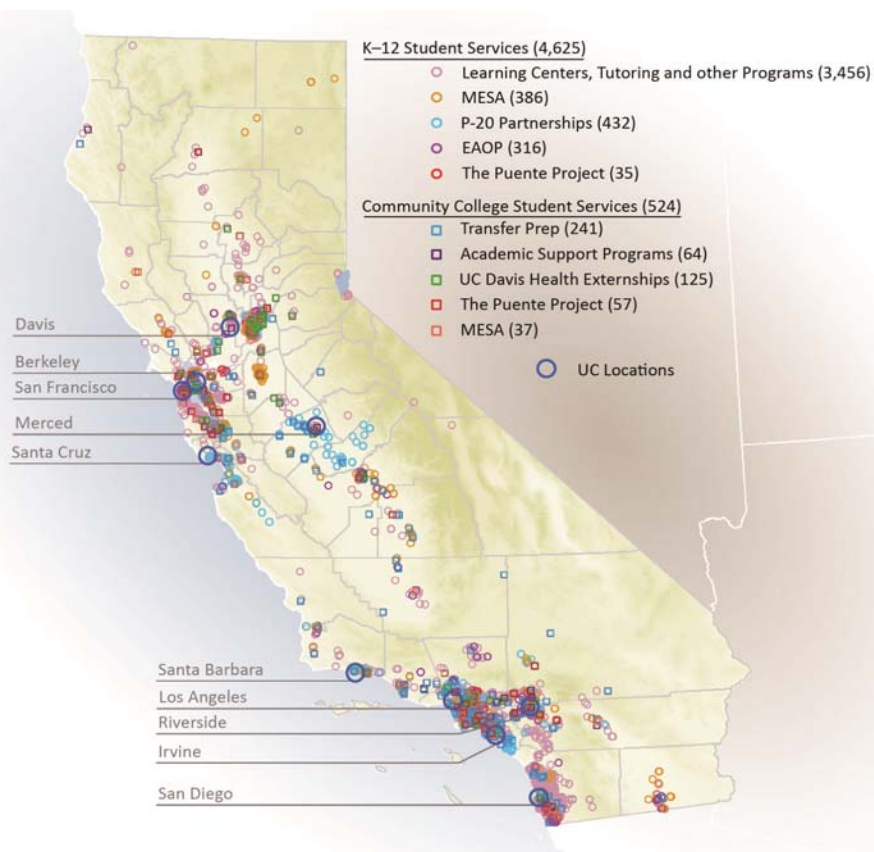 K–12 Student Services (4,625)
Learning Centers, Tutoring and other Programs (3,456)
MESA (386)
P-20 Partnerships (432)
EAOP (316)
The Puente Project (35)
Community College Student Services (524)
Transfer Prep (241)
Academic Support Programs (64)
UC Davis Health Externships (125)
The Puente Project (57)
MESA (37)
UC Locations
Davis
Berkeley
San Francisco
Merced
Santa Cruz
Santa Barbara
Los Angeles
Riverside
Irvine
San Diego